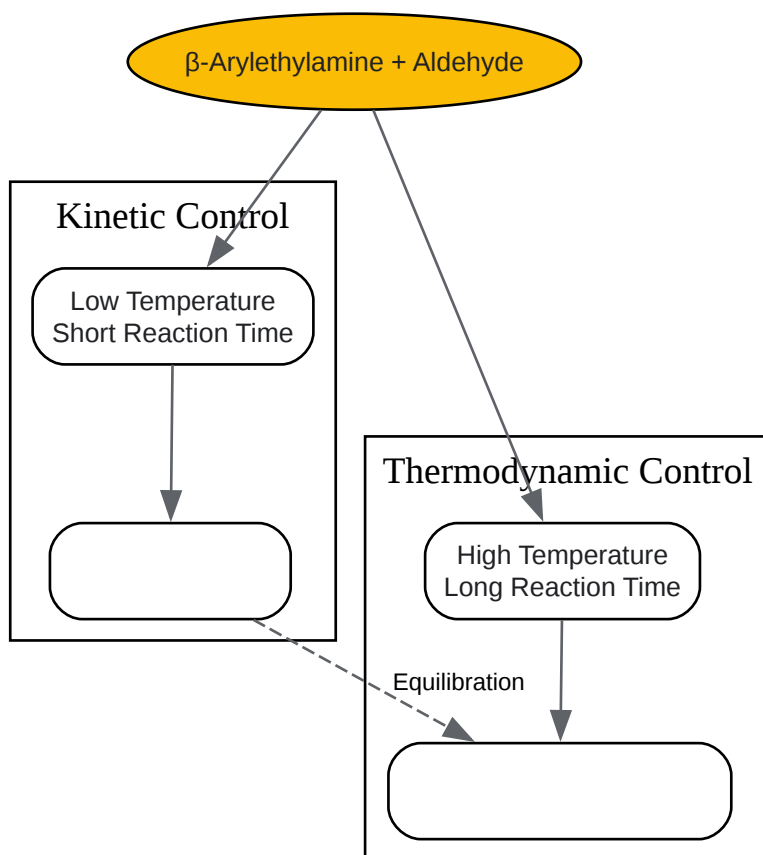 β-Arylethylamine + Aldehyde
Kinetic Control
Low Temperature
Short Reaction Time
Thermodynamic Control
High Temperature
Long Reaction Time
Equilibration